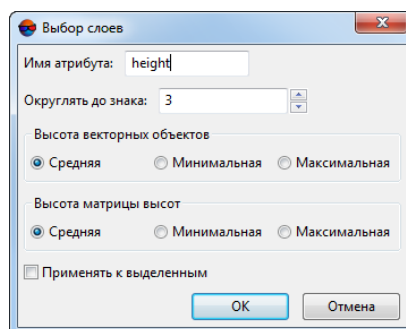 Выбор слоев
Имя атрибута: height
Округлять до знака: 3
Высота векторных объектов
Средняя Минимальная Максимальная
Высота матрицы высот
Средняя Минимальная Максимальная
Применять к выделенным
OK Отмена